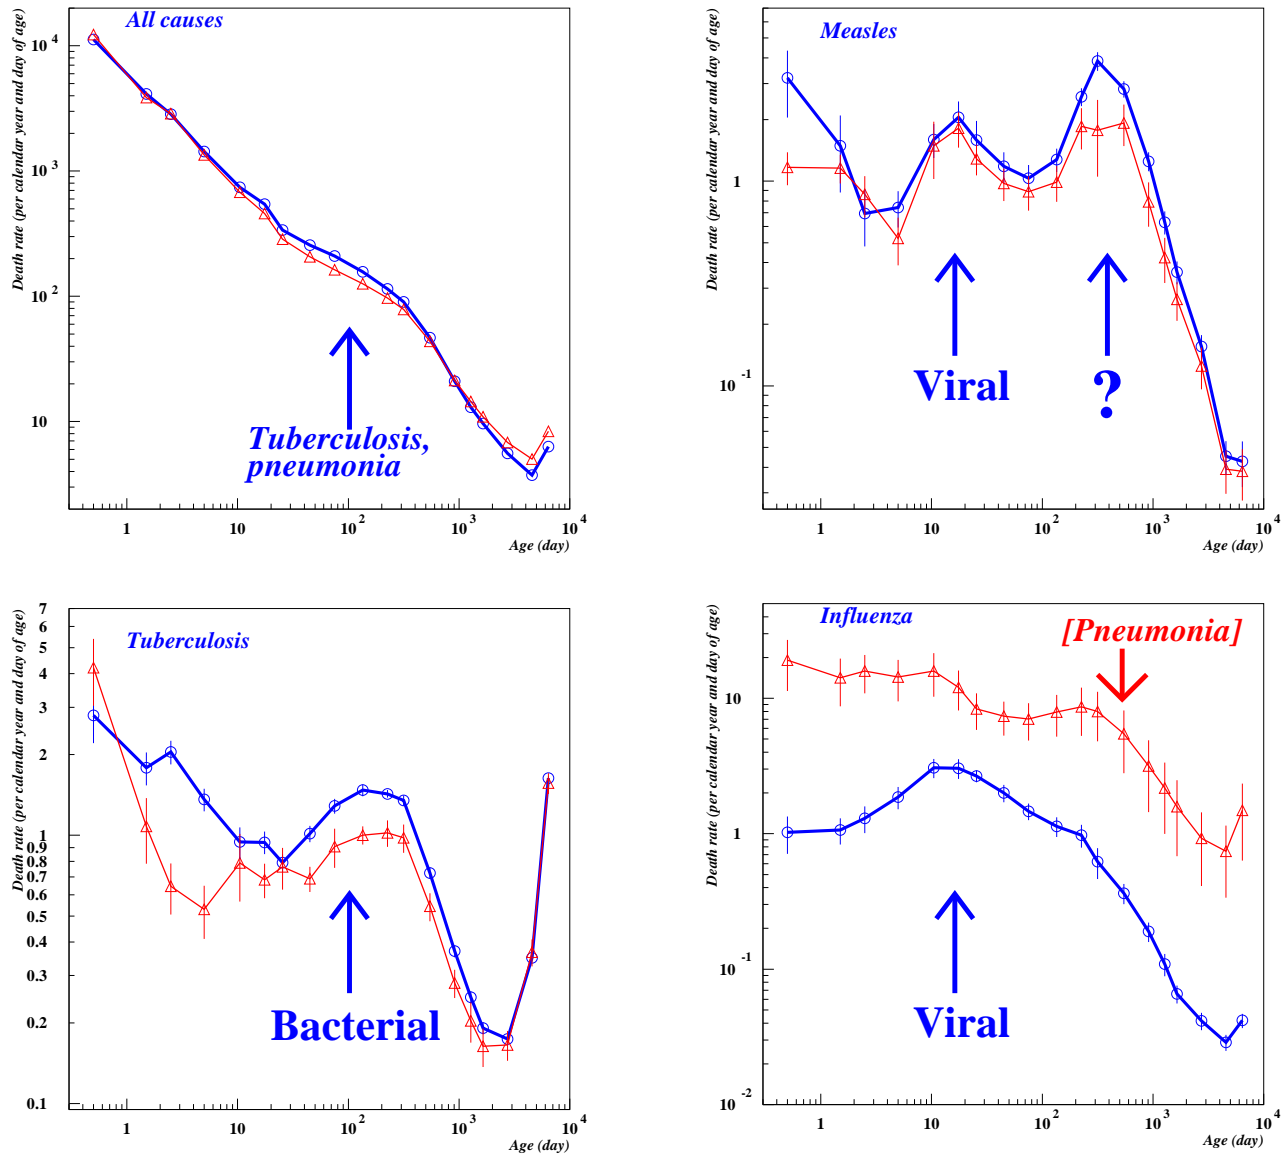 All causes
Death rate (per calendar year and day of age)
10 4
10 3
10 2
10
Tuberculosis,
pneumonia
1 10 10 2 10 3 10 4
Age (day)
Measles
Death rate (per calendar year and day of age)
1
10 -1
Viral
?
1 10 10 2 10 3 10 4
Age (day)
Tuberculosis
Death rate (per calendar year and day of age)
7
6
5
4
3
2
1
0.9
0.8
0.7
0.6
0.5
0.4
0.3
0.2
0.1
Bacterial
1 10 10 2 10 3 10 4
Age (day)
Influenza
[Pneumonia]
Death rate (per calendar year and day of age)
10
1
10 -1
10 -2
Viral
1 10 10 2 10 3 10 4
Age (day)